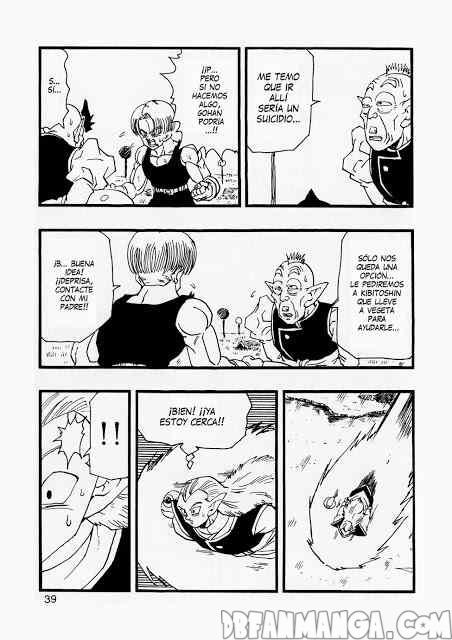 ME TEMO
QUE IR
ALLÍ
SERÍA UN
SUICIDIO...
¡¡P...
PERO
SI NO
HACEMOS
ALGO,
GOHAN
PODRÍA
...!!
S...
SÍ...
SÓLO NOS
QUEDA UNA
OPCIÓN...
LE PEDIREMOS
A KIBITOSHIN
QUE LLEVE
A VEGETA
PARA
AYUDARLE...
¡B... BUENA
IDEA!
¡¡DEPRISA,
CONTACTE
CON MI
PADRE!!
¡BIEN! ¡¡YA
ESTOY CERCA!!
!!
39
DBFANMANGA.COM